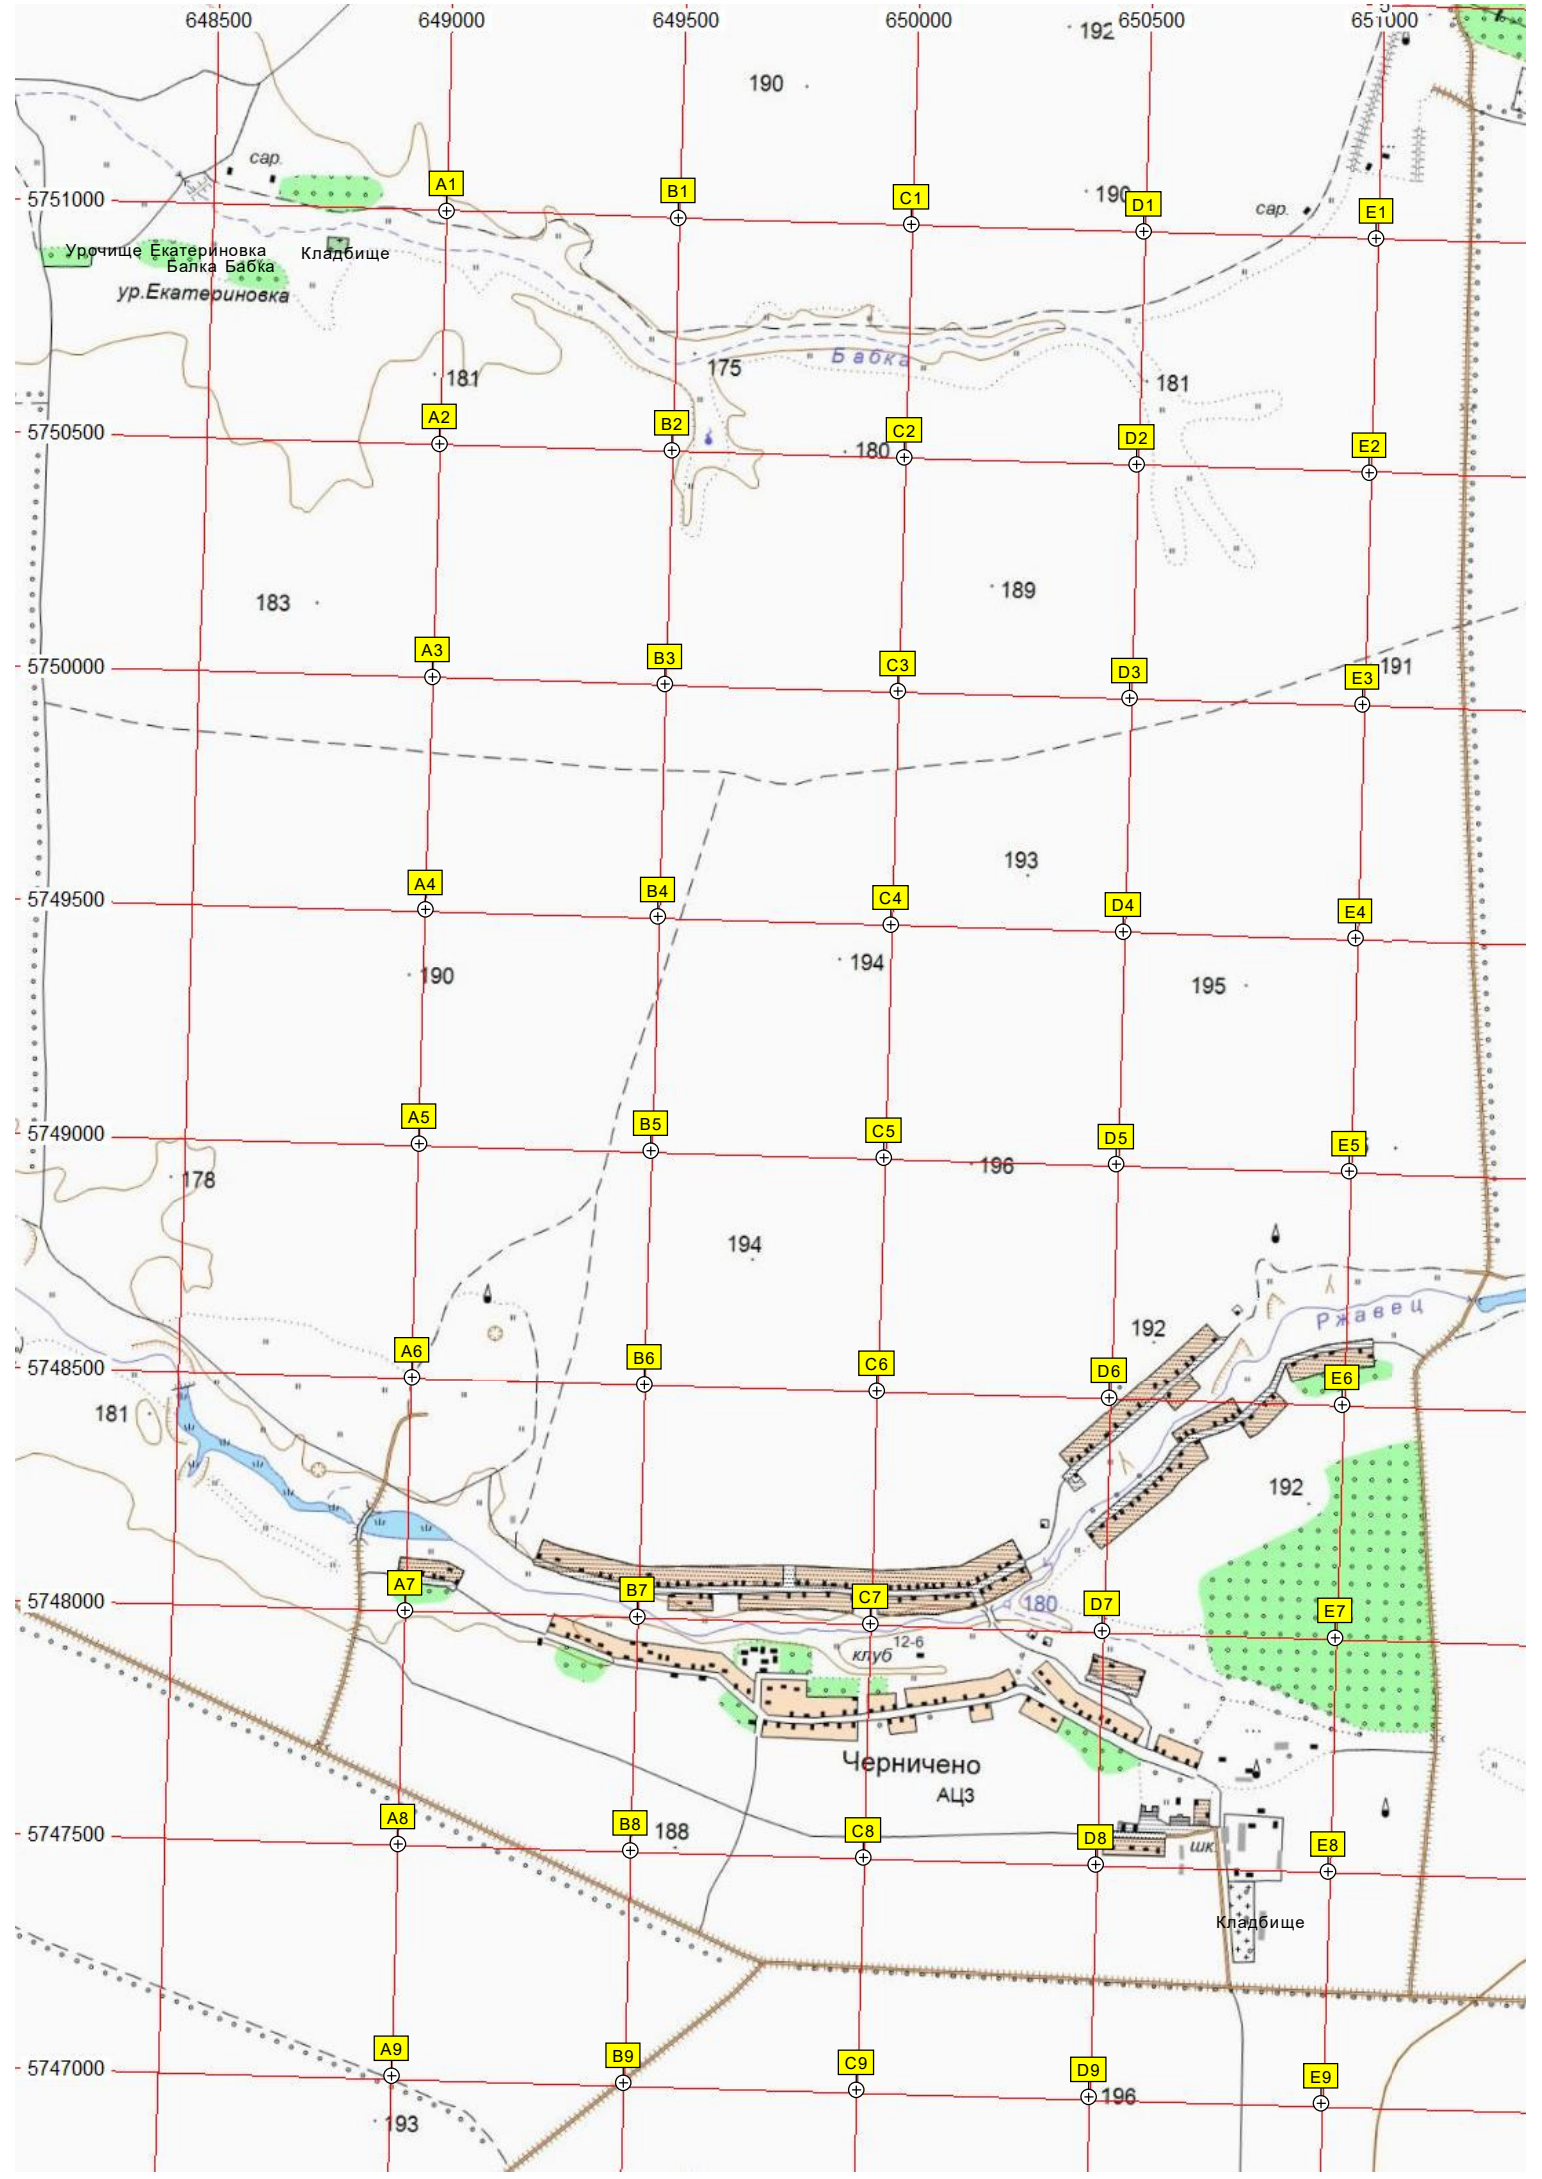 648500 649000 649500 650000 650500 651000
192
190
сар.
A1 B1 C1 D1 E1
190
сар.
5751000
Урочище Екатериновка
Балка Бабка
Кладбище
ур.Екатериновка
Бабка
175
181
181
A2 B2 C2 D2 E2
5750500
180
189
183
A3 B3 C3 D3 E3
191
5750000
193
A4 B4 C4 D4 E4
5749500
194
190
195
A5 B5 C5 D5 E5
5749000
196
178
194
Ржавец
192
A6 B6 C6 D6 E6
5748500
181
192
A7 B7 C7 D7 E7
5748000
180
12-6
клуб
Черничено
АЦЗ
A8 B8 C8 D8 E8
5747500
188
шк.
Кладбище
A9 B9 C9 D9 E9
5747000
196
193